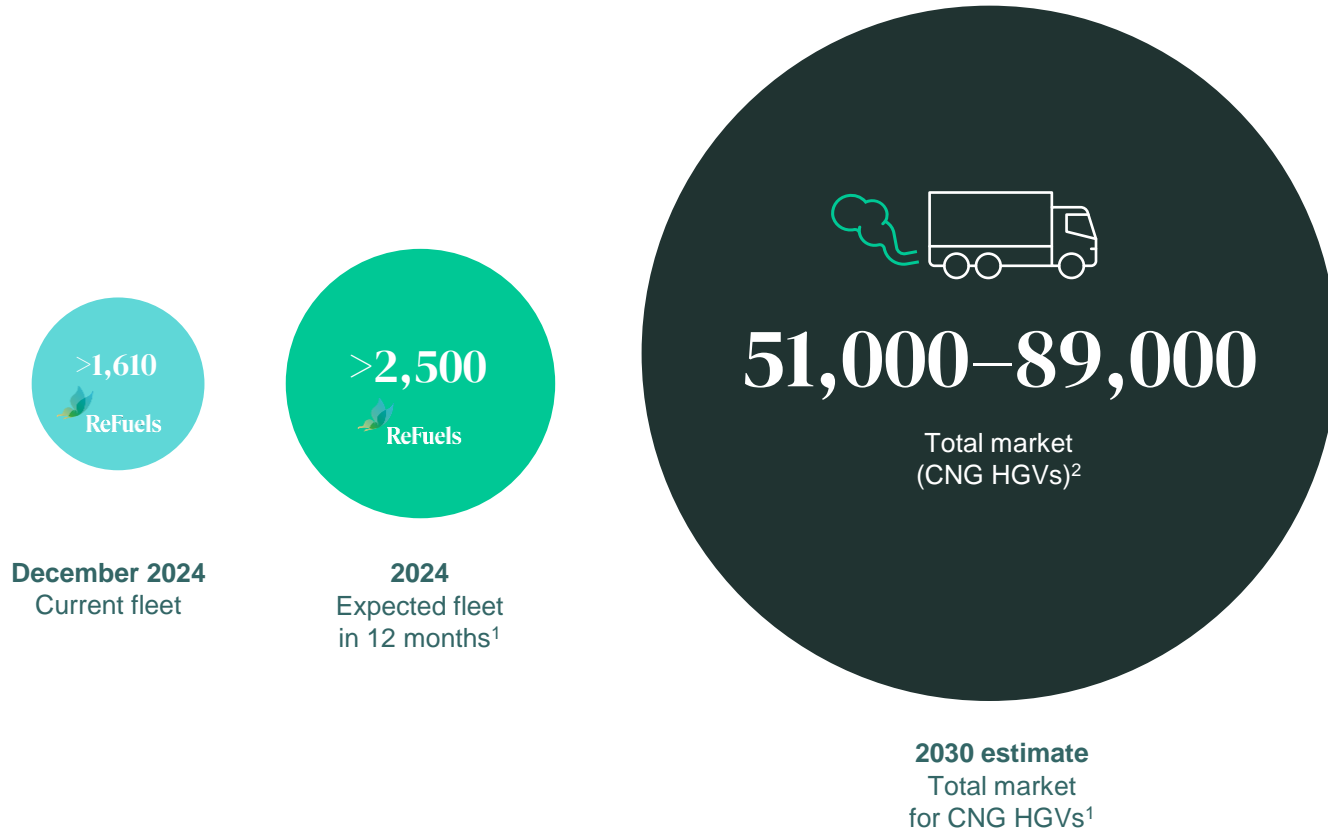 >1,610
ReFuels
December 2024
Current fleet
>2,500
ReFuels
2024
Expected fleet
in 12 months¹
51,000–89,000
Total market
(CNG HGVs)²
2030 estimate
Total market
for CNG HGVs¹